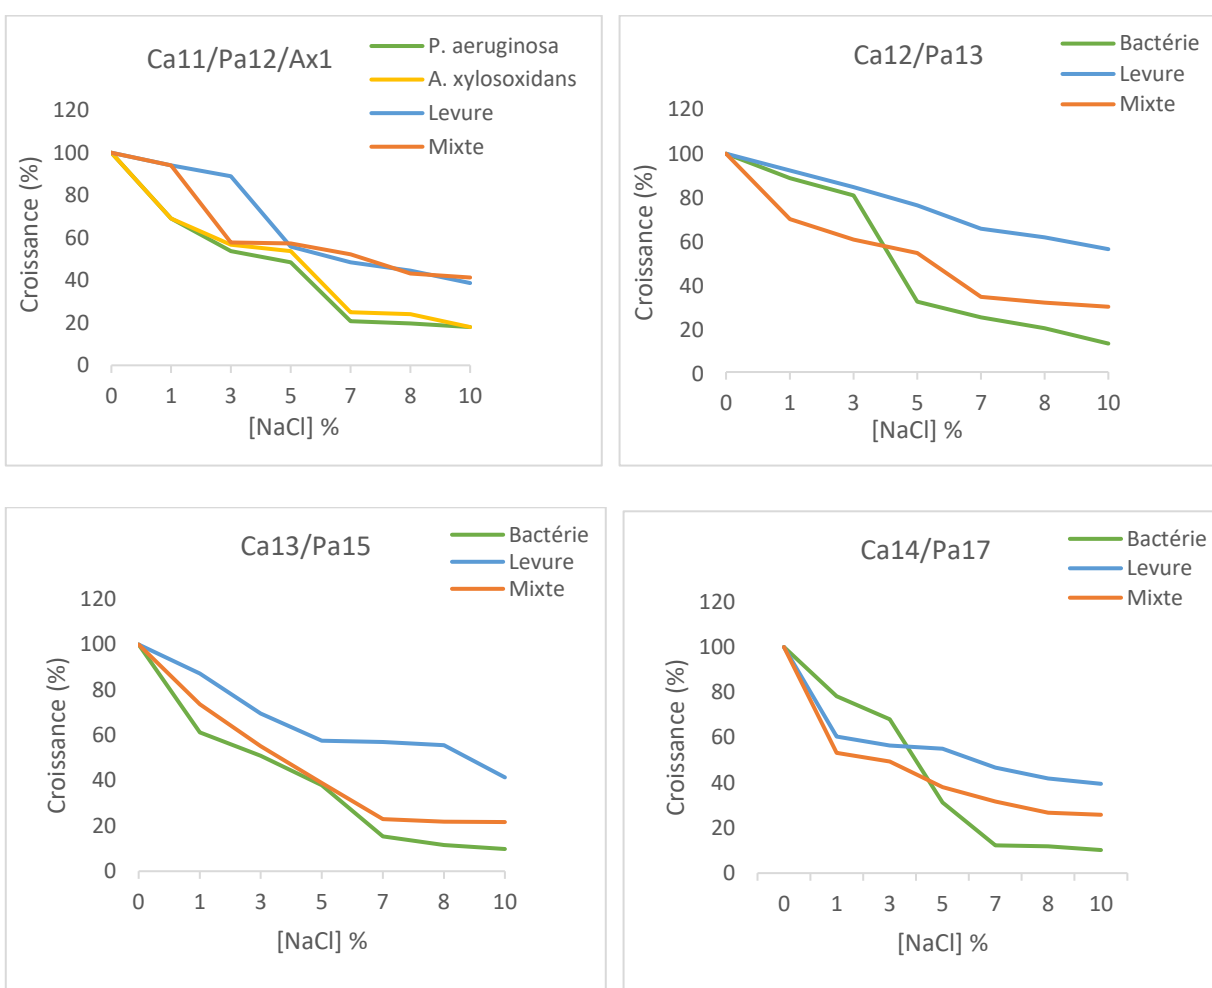 Ca11/Pa12/Ax1
P. aeruginosa
A. xylosoxidans
Levure
Mixte
Croissance (%)
120
100
80
60
40
20
0
0 1 3 5 7 8 10
[NaCl] %
Ca12/Pa13
Bactérie
Levure
Mixte
Croissance (%)
120
100
80
60
40
20
0
0 1 3 5 7 8 10
[NaCl] %
Ca13/Pa15
Bactérie
Levure
Mixte
Croissance (%)
120
100
80
60
40
20
0
0 1 3 5 7 8 10
[NaCl] %
Ca14/Pa17
Bactérie
Levure
Mixte
Croissance (%)
120
100
80
60
40
20
0
0 1 3 5 7 8 10
[NaCl] %